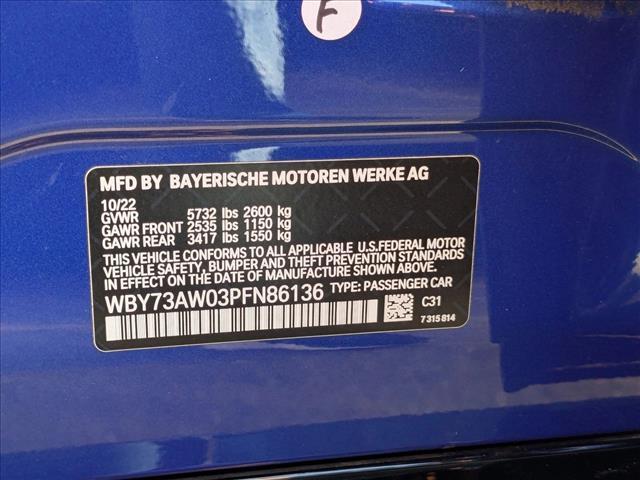 F
MFD BY BAYERISCHE MOTOREN WERKE AG
10/22
GVWR 5732 lbs 2600 kg
GAWR FRONT 2535 lbs 1150 kg
GAWR REAR 3417 lbs 1550 kg
THIS VEHICLE CONFORMS TO ALL APPLICABLE U.S.FEDERAL MOTOR
VEHICLE SAFETY, BUMPER, AND THEFT PREVENTION STANDARDS
IN EFFECT ON THE DATE OF MANUFACTURE SHOWN ABOVE.
WBY73AW03PFN86136 TYPE: PASSENGER CAR
C31
7315814